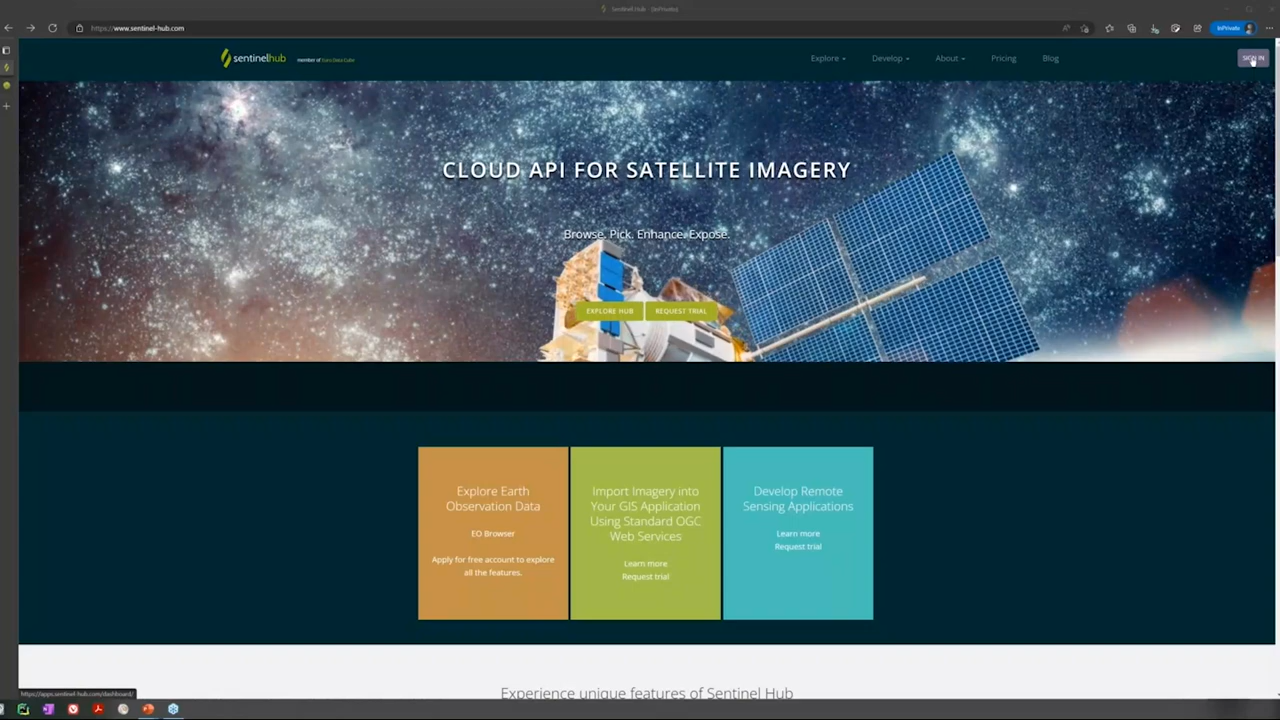 Sentinel Hub - [InPrivate]
https://www.sentinel-hub.com
InPrivate
sentinelhub
member of Euro Data Cube
Explore
Develop
About
Pricing
Blog
SIGN IN
CLOUD API FOR SATELLITE IMAGERY
Browse. Pick. Enhance. Expose.
EXPLORE HUB
REQUEST TRIAL
Explore Earth
Observation Data
EO Browser
Apply for free account to explore
all the features.
Import Imagery into
Your GIS Application
Using Standard OGC
Web Services
Learn more
Request trial
Develop Remote
Sensing Applications
Learn more
Request trial
Experience unique features of Sentinel Hub
https://apps.sentinel-hub.com/dashboard/